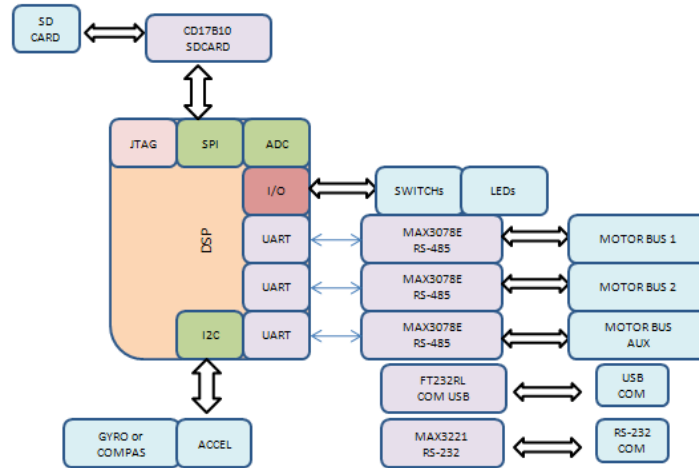 SD
CARD
CD17B10
SDCARD
JTAG
SPI
ADC
I/O
SWITCHs
LEDs
DSP
UART
MAX3078E
RS-485
MOTOR BUS 1
UART
MAX3078E
RS-485
MOTOR BUS 2
I2C
UART
MAX3078E
RS-485
MOTOR BUS
AUX
FT232RL
COM USB
USB
COM
GYRO or
COMPAS
ACCEL
MAX3221
RS-232
RS-232
COM